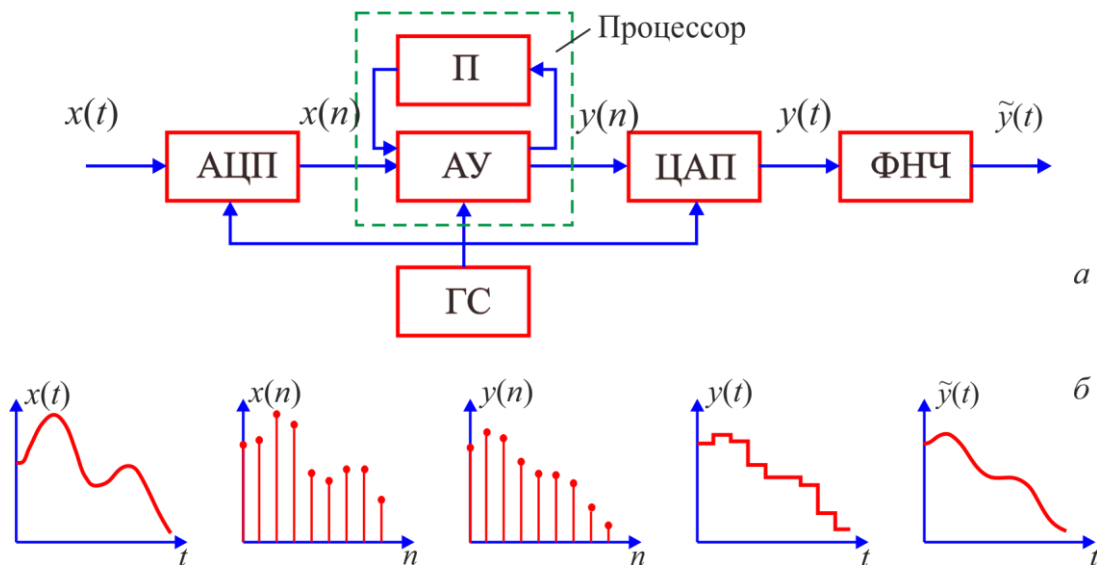 П
Процессор
x(t)
x(n)
y(n)
y(t)
ỹ(t)
АЦП
АУ
ЦАП
ФНЧ
ГС
а
б
x(t)
x(n)
y(n)
y(t)
ỹ(t)
t
n
n
t
t